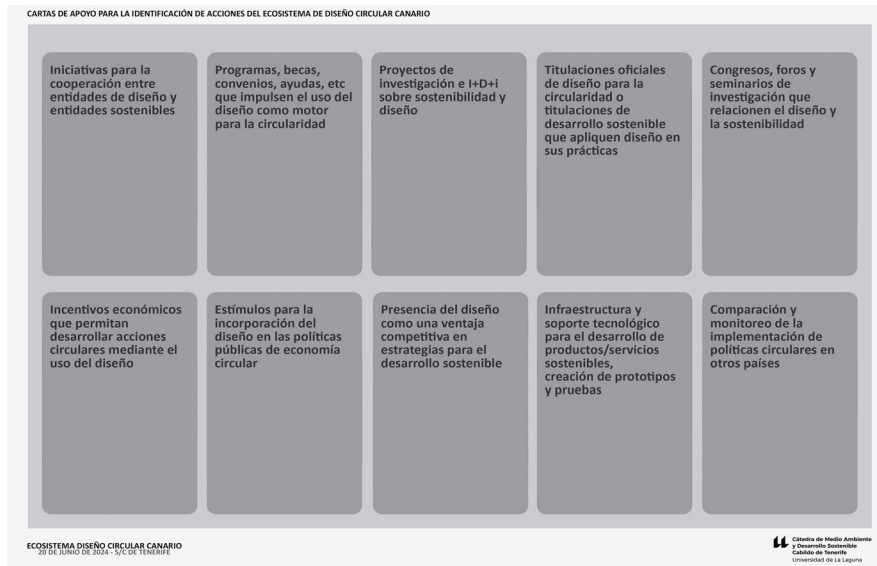 CARTAS DE APOYO PARA LA IDENTIFICACIÓN DE ACCIONES DEL ECOSISTEMA DE DISEÑO CIRCULAR CANARIO
Iniciativas para la
cooperación entre
entidades de diseño y
entidades sostenibles
Programas, becas,
convenios, ayudas, etc
que impulsen el uso del
diseño como motor
para la circularidad
Proyectos de
investigación e I+D+i
sobre sostenibilidad y
diseño
Titulaciones oficiales
de diseño para la
circularidad o
titulaciones de
desarrollo sostenible
que apliquen diseño en
sus prácticas
Congresos, foros y
seminarios de
investigación que
relacionen el diseño y
la sostenibilidad
Incentivos económicos
que permitan
desarrollar acciones
circulares mediante el
uso del diseño
Estímulos para la
incorporación del
diseño en las políticas
públicas de economía
circular
Presencia del diseño
como una ventaja
competitiva en
estrategias para el
desarrollo sostenible
Infraestructura y
soporte tecnológico
para el desarrollo de
productos/servicios
sostenibles,
creación de prototipos
y pruebas
Comparación y
monitoreo de la
implementación de
políticas circulares en
otros países
ECOSISTEMA DISEÑO CIRCULAR CANARIO
20 DE JUNIO DE 2024 - S/C DE TENERIFE
Cátedra de Medio Ambiente
y Desarrollo Sostenible
Cabildo de Tenerife
Universidad de La Laguna